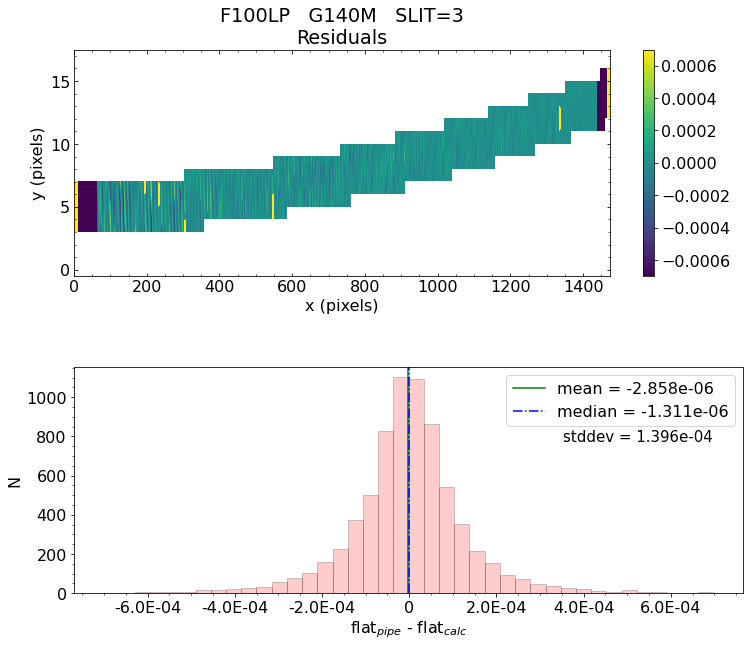 F100LP G140M SLIT=3
Residuals
15
10
5
0
y (pixels)
0 200 400 600 800 1000 1200 1400
x (pixels)
0.0006
0.0004
0.0002
0.0000
−0.0002
−0.0004
−0.0006
1000
800
600
400
200
0
N
mean = -2.858e-06
median = -1.311e-06
stddev = 1.396e-04
-6.0E-04 -4.0E-04 -2.0E-04 0 2.0E-04 4.0E-04 6.0E-04
flat_pipe - flat_calc